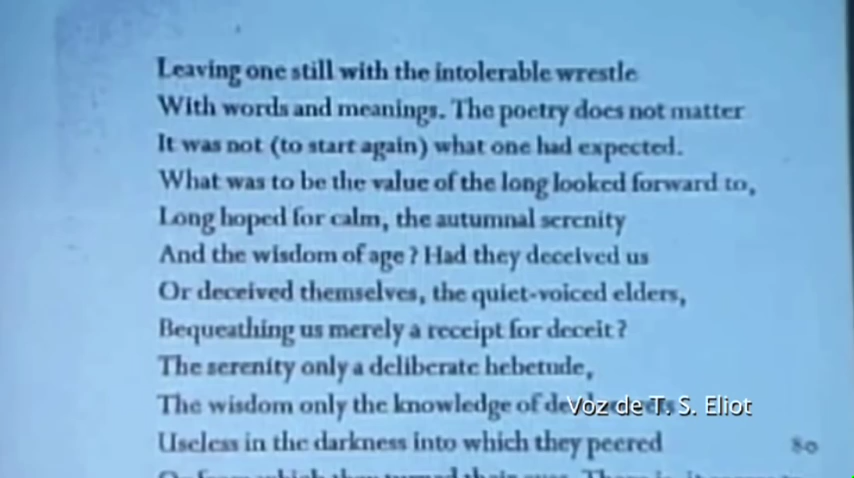 Leaving one still with the intolerable wrestle
With words and meanings. The poetry does not matter
It was not (to start again) what one had expected.
What was to be the value of the long looked forward to,
Long hoped for calm, the autumnal serenity
And the wisdom of age? Had they deceived us
Or deceived themselves, the quiet-voiced elders,
Bequeathing us merely a receipt for deceit?
The serenity only a deliberate hebetude,
The wisdom only the knowledge of
Voz de T. S. Eliot
Useless in the darkness into which they peered
80